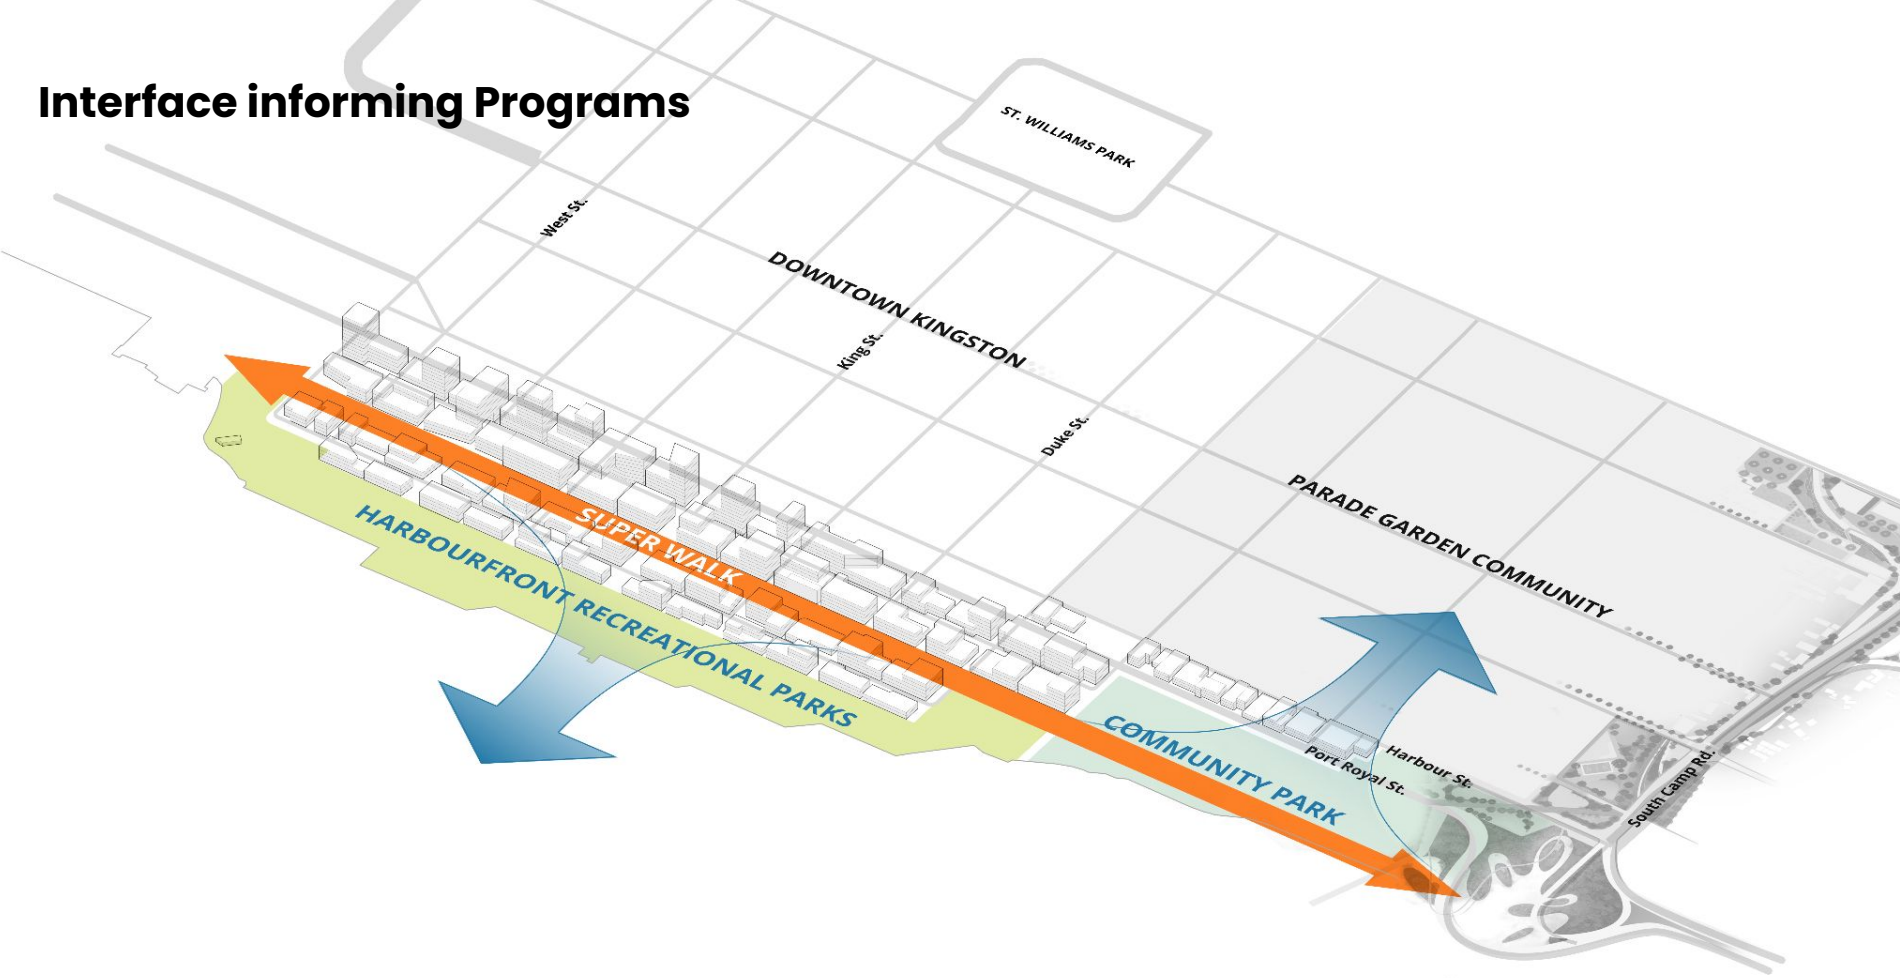 Interface informing Programs
ST. WILLIAMS PARK
West St.
DOWNTOWN KINGSTON
King St.
Duke St.
PARADE GARDEN COMMUNITY
SUPER WALK
HARBOURFRONT RECREATIONAL PARKS
COMMUNITY PARK
Port Royal St.
Harbour St.
South Camp Rd.